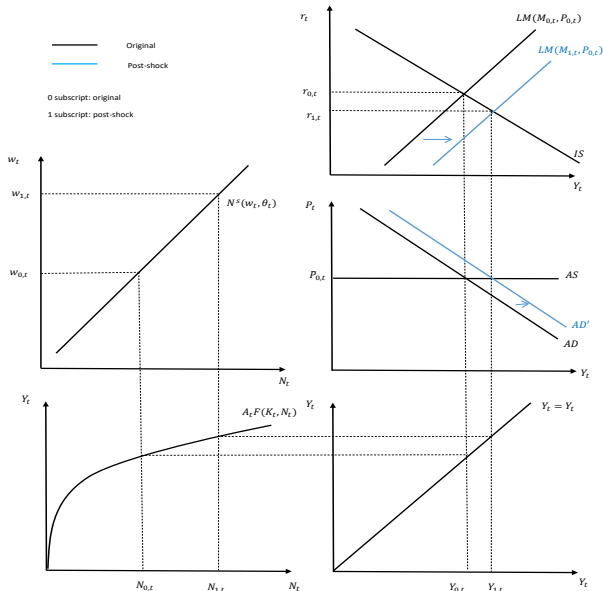 Original
Post-shock
0 subscript: original
1 subscript: post-shock
r_t
LM(M_{0,t}, P_{0,t})
LM(M_{1,t}, P_{0,t})
r_{0,t}
r_{1,t}
IS
Y_t
w_t
w_{1,t}
N^s(w_t, θ_t)
w_{0,t}
N_t
P_t
P_{0,t}
AS
AD'
AD
Y_t
Y_t
A_tF(K_t, N_t)
N_{0,t}
N_{1,t}
N_t
Y_t
Y_t = Y_t
Y_{0,t}
Y_{1,t}
Y_t